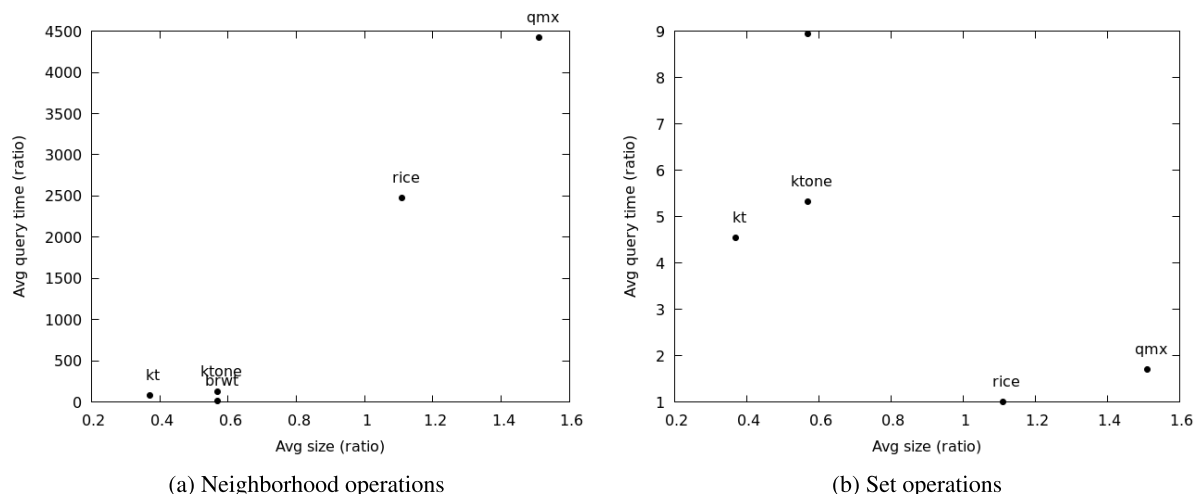 qmx
4500
4000
3500
3000
2500
2000
1500
1000
500
0
rice
kt
ktone
brwt
0.2 0.4 0.6 0.8 1 1.2 1.4 1.6
Avg query time (ratio)
Avg size (ratio)
(a) Neighborhood operations
9
8
7
6
5
4
3
2
1
ktone
kt
qmx
rice
0.2 0.4 0.6 0.8 1 1.2 1.4 1.6
Avg query time (ratio)
Avg size (ratio)
(b) Set operations